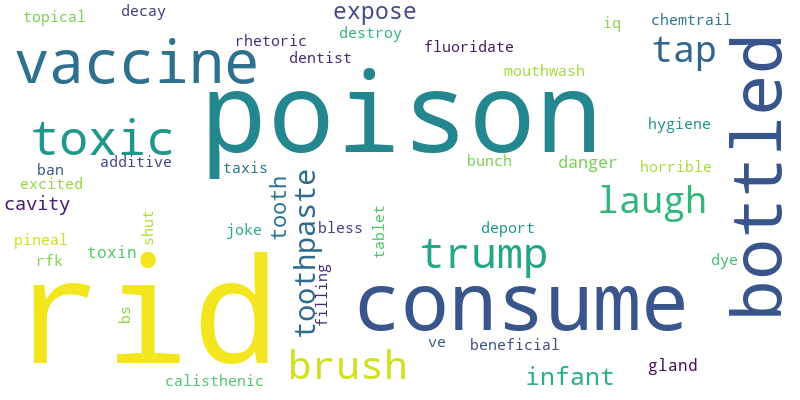 topical
decay
expose
iq
chemtrail
vaccine
rhetoric
destroy
dentist
fluoridate
mouthwash
tap
bottled
poison
toxic
hygiene
ban
additive
taxis
bunch
danger
horrible
excited
cavity
tooth
toothpaste
laugh
pineal
shut
joke
bless
tablet
deport
rfk
toxin
trump
dye
rid
bs
filling
consume
ve
beneficial
brush
calisthenic
infant
gland